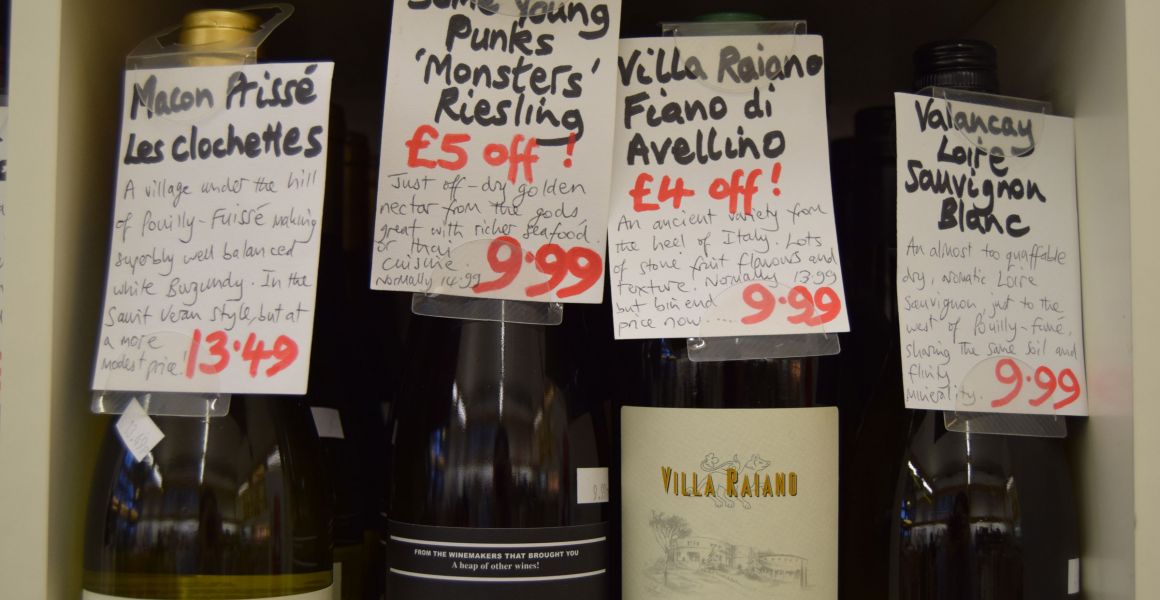 Macon Prissé
Les Clochettes
A village under the hill
of Pouilly-Fuissé making
superbly well balanced
white Burgundy. In the
Saint Veran style, but at
a more
modest price!
13.49
Some Young
Punks
'Monsters'
Riesling
£5 off!
Just off-dry golden
nectar from the gods,
great with richer seafood
or thai
cuisine.
Normally 14.99
9.99
FROM THE WINEMAKERS THAT BROUGHT YOU
A heap of other wines!
Villa Raiano
Fiano di
Avellino
£4 off!
An ancient variety from
the heel of Italy. Lots
of stone fruit flavours and
texture. Normally 13.99
but bin end
price now....
9.99
VILLA RAIANO
Valancay
Loire
Sauvignon
Blanc
An almost too quaffable
dry, aromatic Loire
Sauvignon, just to the
west of Pouilly-fumé,
sharing the same soil and
flinty
minerality.
9.99